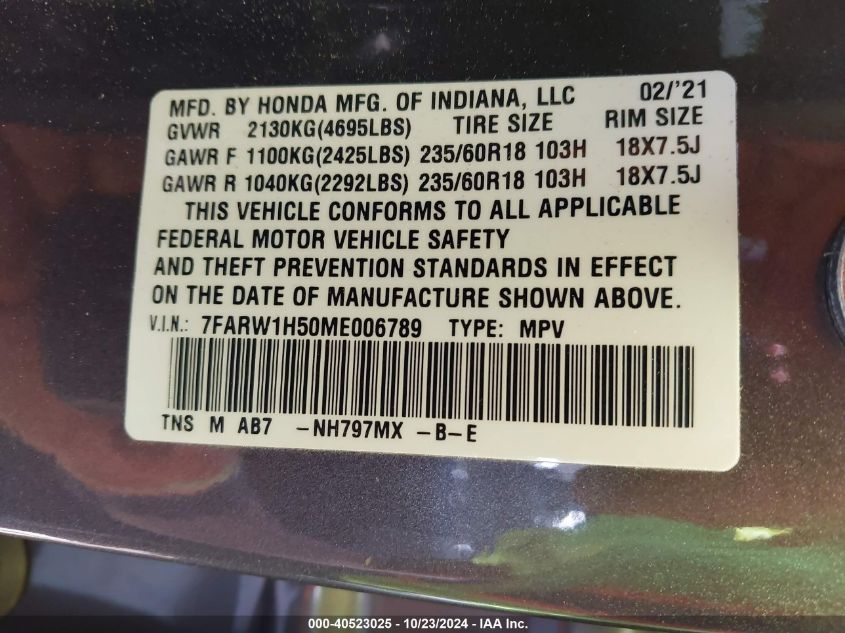 MFD. BY HONDA MFG. OF INDIANA, LLC 02/'21
GVWR 2130KG(4695LBS) TIRE SIZE RIM SIZE
GAWR F 1100KG(2425LBS) 235/60R18 103H 18X7.5J
GAWR R 1040KG(2292LBS) 235/60R18 103H 18X7.5J
THIS VEHICLE CONFORMS TO ALL APPLICABLE
FEDERAL MOTOR VEHICLE SAFETY
AND THEFT PREVENTION STANDARDS IN EFFECT
ON THE DATE OF MANUFACTURE SHOWN ABOVE.
V.I.N.: 7FARW1H50ME006789 TYPE: MPV
TNS M AB7 -NH797MX -B-E
000-40523025 - 10/23/2024 - IAA Inc.